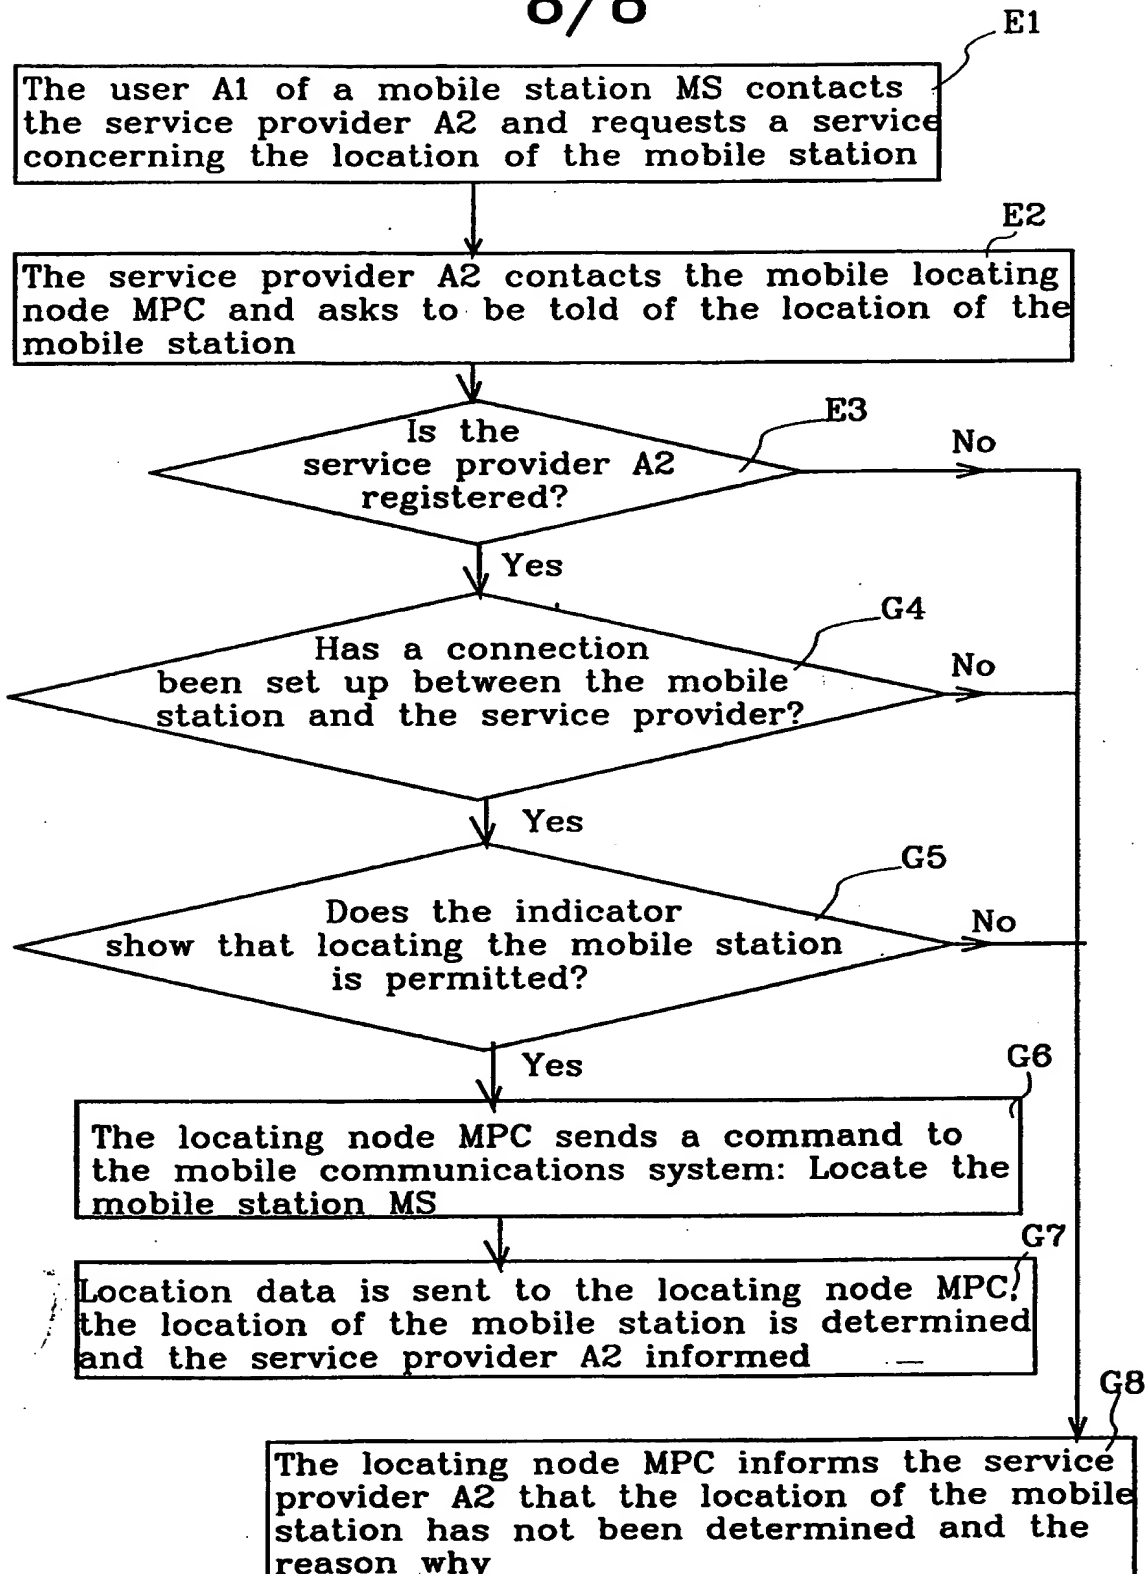 8/8
E1
The user A1 of a mobile station MS contacts
the service provider A2 and requests a service
concerning the location of the mobile station
E2
The service provider A2 contacts the mobile locating
node MPC and asks to be told of the location of the
mobile station
E3
Is the
service provider A2
registered?
No
Yes
G4
Has a connection
been set up between the mobile
station and the service provider?
No
Yes
G5
Does the indicator
show that locating the mobile station
is permitted?
No
Yes
G6
The locating node MPC sends a command to
the mobile communications system: Locate the
mobile station MS
G7
Location data is sent to the locating node MPC,
the location of the mobile station is determined
and the service provider A2 informed
G8
The locating node MPC informs the service
provider A2 that the location of the mobile
station has not been determined and the
reason why